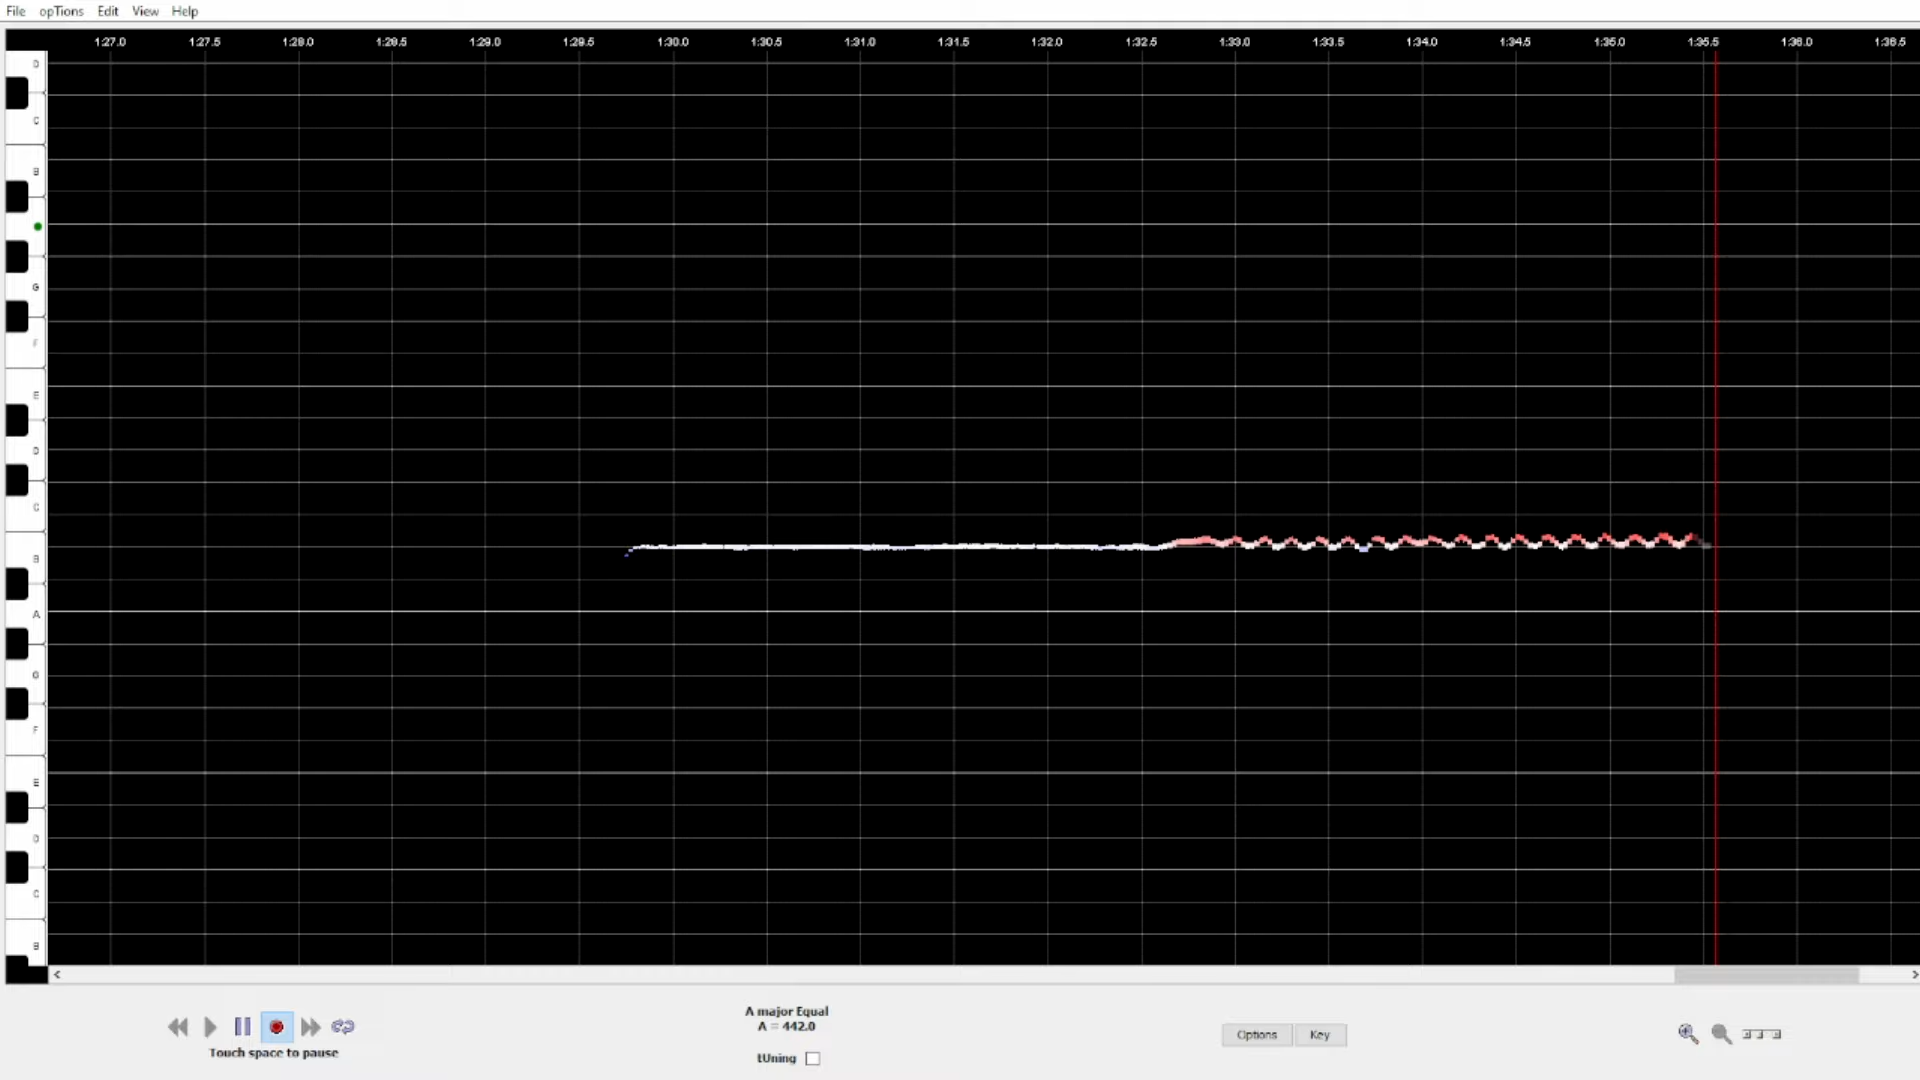 File opTions Edit View Help
1:27.0 1:27.5 1:28.0 1:28.5 1:29.0 1:29.5 1:30.0 1:30.5 1:31.0 1:31.5 1:32.0 1:32.5 1:33.0 1:33.5 1:34.0 1:34.5 1:35.0 1:35.5 1:36.0 1:36.5
D
C
B
G
F
E
D
C
B
A
G
F
E
D
C
B
A major Equal
A = 442.0
Options Key
Touch space to pause
tUning